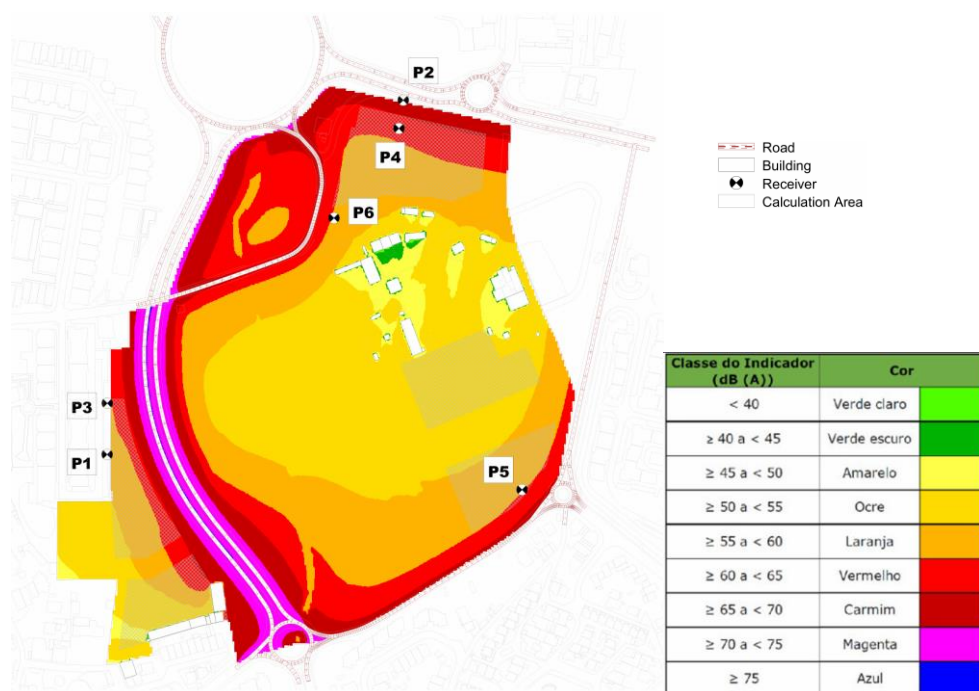 P2
P4
P6
P3
P1
P5
Road
Building
Receiver
Calculation Area
Classe do Indicador
(dB (A))
Cor
< 40 Verde claro
≥ 40 a < 45 Verde escuro
≥ 45 a < 50 Amarelo
≥ 50 a < 55 Ocre
≥ 55 a < 60 Laranja
≥ 60 a < 65 Vermelho
≥ 65 a < 70 Carmim
≥ 70 a < 75 Magenta
≥ 75 Azul